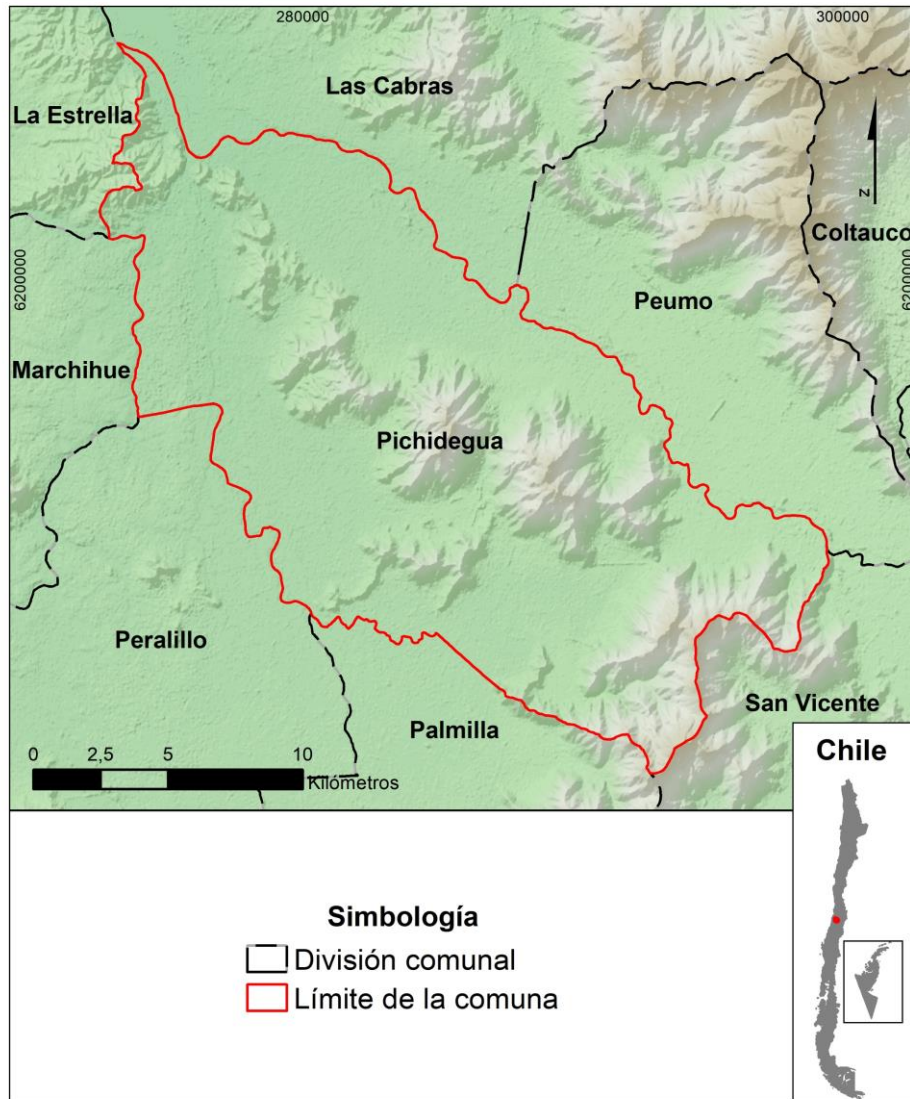 280000
300000
Las Cabras
La Estrella
N
Coltauco
6200000
6200000
Peumo
Marchihue
Pichidegua
Peralillo
San Vicente
Palmilla
0 2,5 5 10
Kilómetros
Chile
Simbología
División comunal
Límite de la comuna